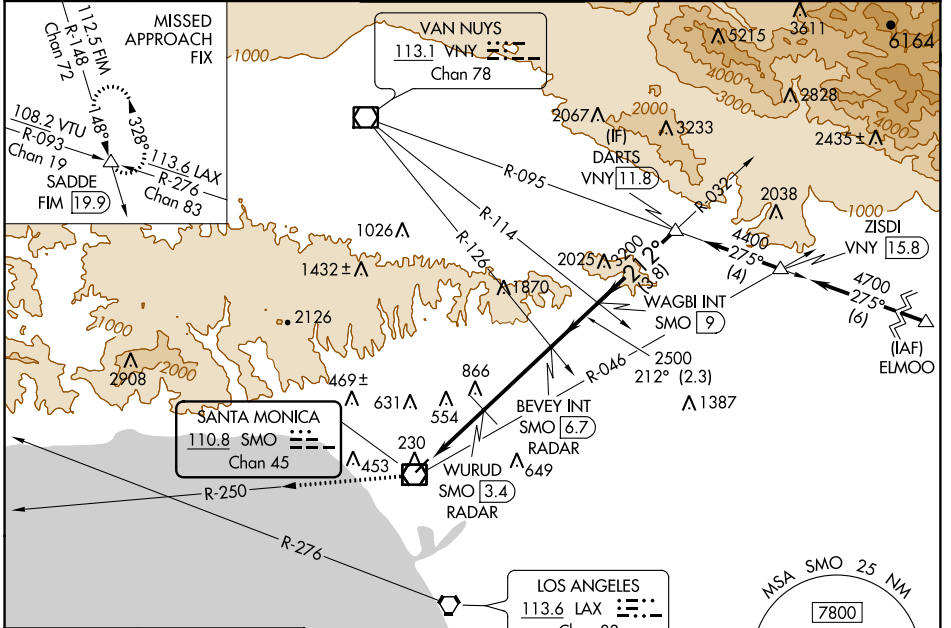 MISSED
APPROACH
FIX
112.5 FIM
R-148
Chan 72
148°
328°
108.2 VTU
R-093
Chan 19
113.6 LAX
R-276
Chan 83
SADDE
FIM 19.9
VAN NUYS
113.1 VNY
Chan 78
1000
5215
3611
6164
4000
3000
2828
2067
2000
3233
2435 ±
4000
(IF)
DARTS
VNY 11.8
R-095
R-032
2038
1000
ZISDI
VNY 15.8
R-114
R-126
1026
1432 ±
1870
2025
3200
212°
(3.8)
4400
275°
(4)
4700
275°
(6)
(IAF)
ELMOO
WAGBI INT
SMO 9
2126
1000
2908
2000
R-046
2500
212° (2.3)
469±
631
554
866
1387
BEVEY INT
SMO 6.7
RADAR
SANTA MONICA
110.8 SMO
Chan 45
230
453
649
WURUD
SMO 3.4
RADAR
R-250
R-276
LOS ANGELES
113.6 LAX
MSA SMO 25 NM
7800